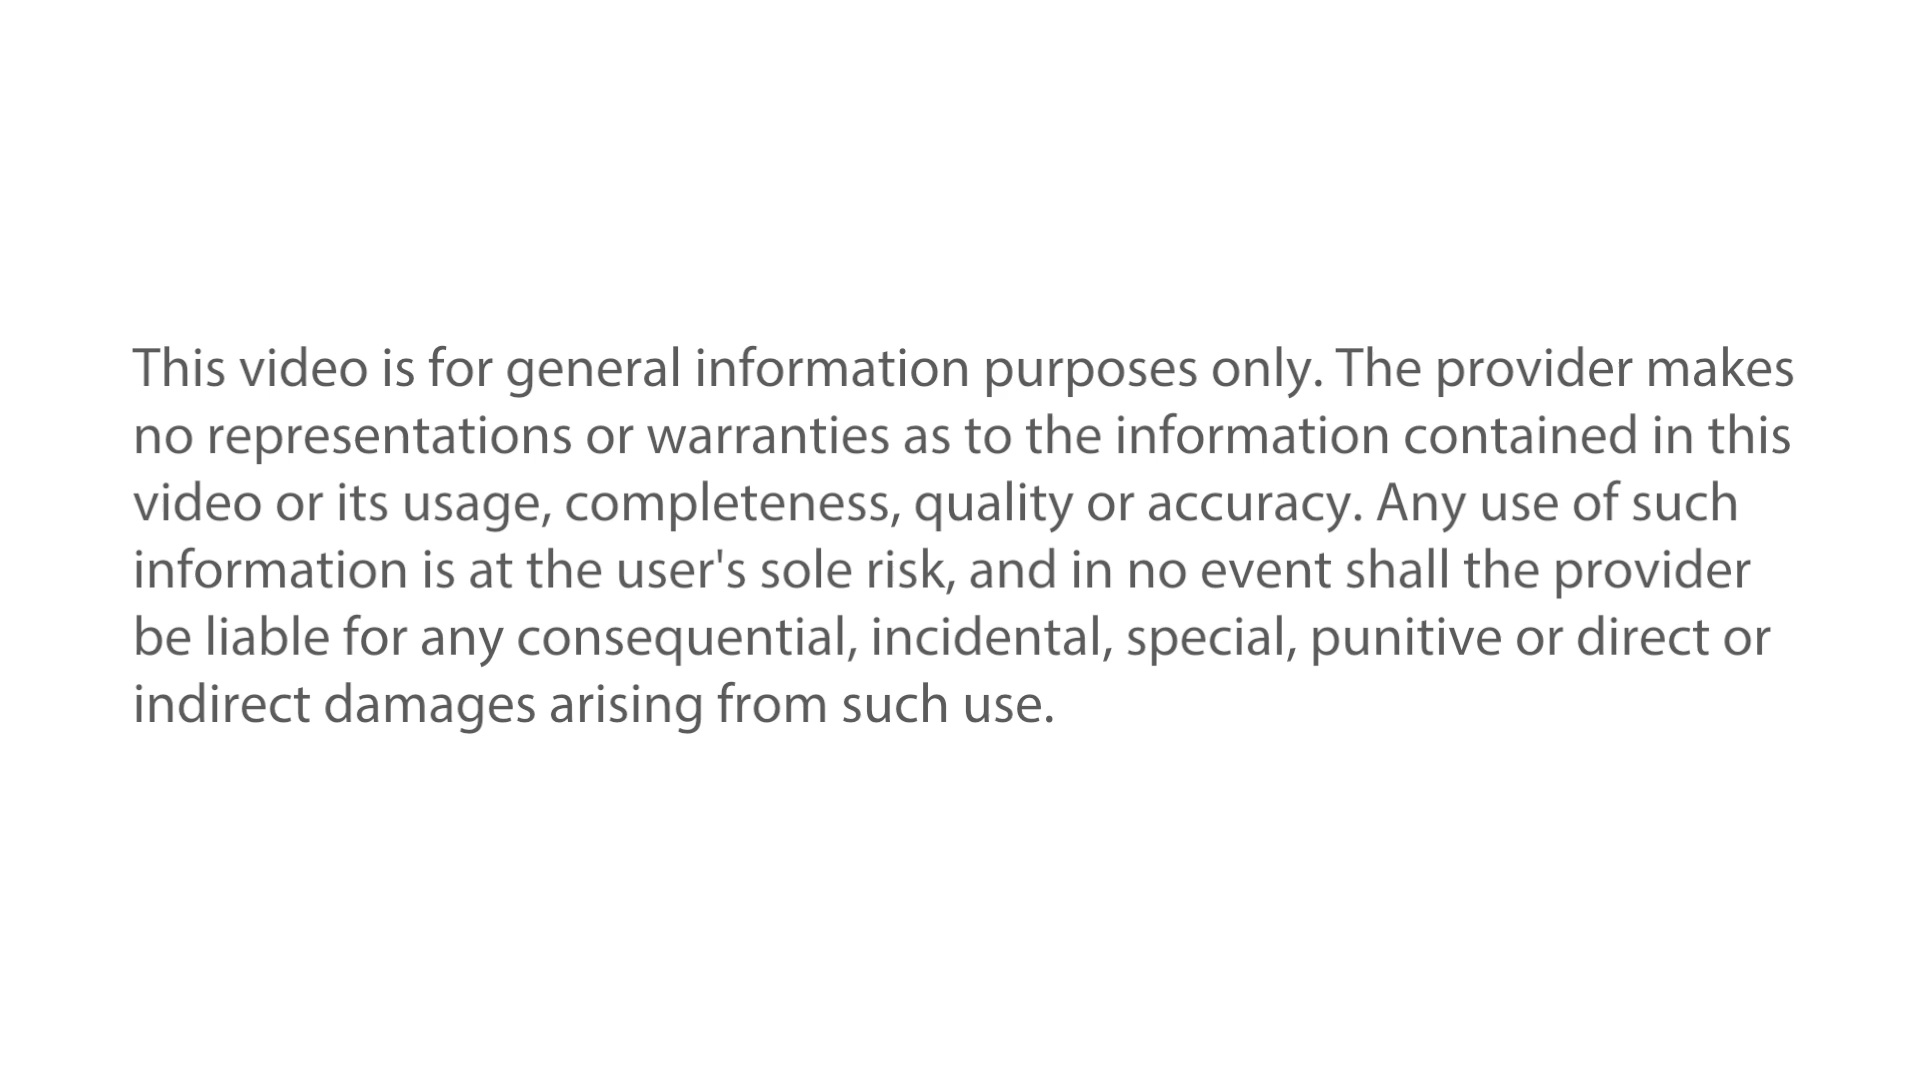 This video is for general information purposes only. The provider makes
no representations or warranties as to the information contained in this
video or its usage, completeness, quality or accuracy. Any use of such
information is at the user's sole risk, and in no event shall the provider
be liable for any consequential, incidental, special, punitive or direct or
indirect damages arising from such use.